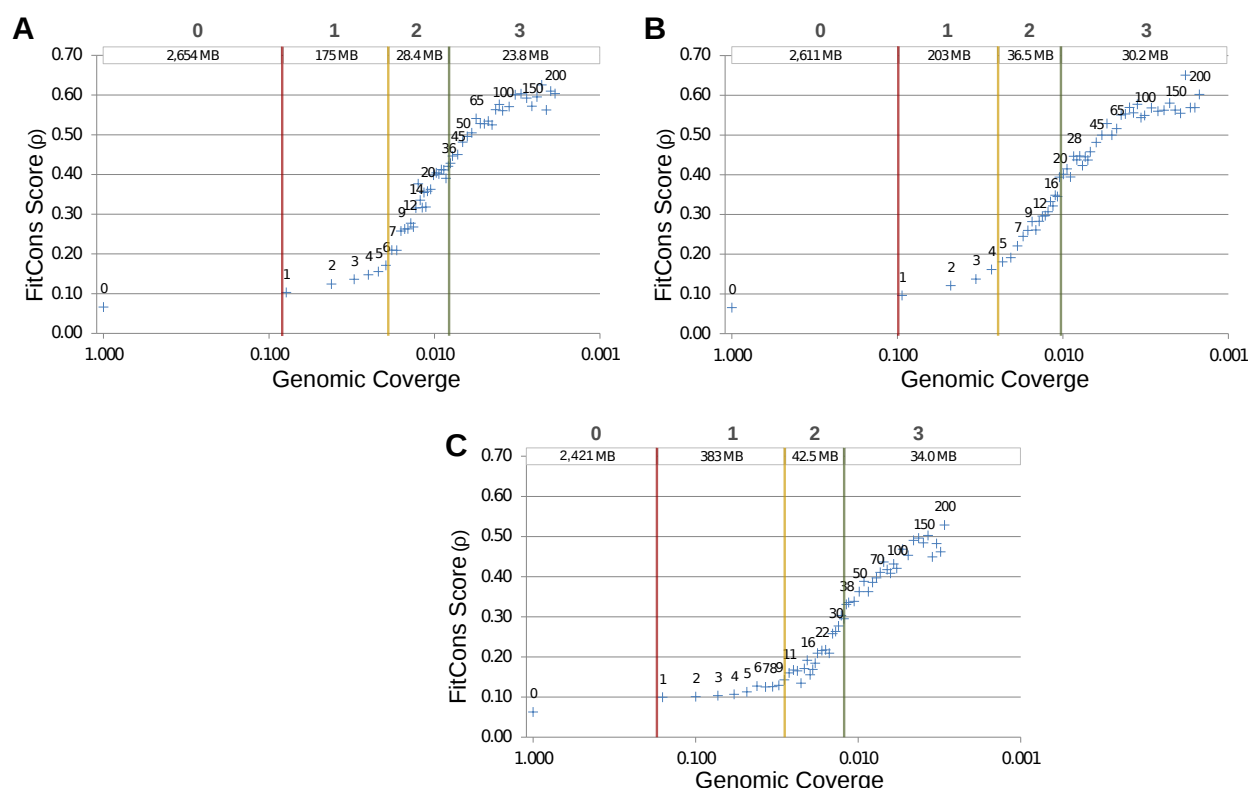 A
0 1 2 3
2,654 MB 175 MB 28.4 MB 23.8 MB
0.70
0.60
0.50
0.40
0.30
0.20
0.10
0.00
FitCons Score (ρ)
0 1 2 3 4 5 6 7 9 12 14 20 36 45 50 65 100 150 200
1.000 0.100 0.010 0.001
Genomic Coverge
B
0 1 2 3
2,611 MB 203 MB 36.5 MB 30.2 MB
0.70
0.60
0.50
0.40
0.30
0.20
0.10
0.00
FitCons Score (ρ)
0 1 2 3 4 5 7 9 12 16 20 28 45 65 100 150 200
1.000 0.100 0.010 0.001
Genomic Coverge
C
0 1 2 3
2,421 MB 383 MB 42.5 MB 34.0 MB
0.70
0.60
0.50
0.40
0.30
0.20
0.10
0.00
FitCons Score (ρ)
0 1 2 3 4 5 6 7 8 9 11 16 22 30 38 50 70 100 150 200
1.000 0.100 0.010 0.001
Genomic Coverge